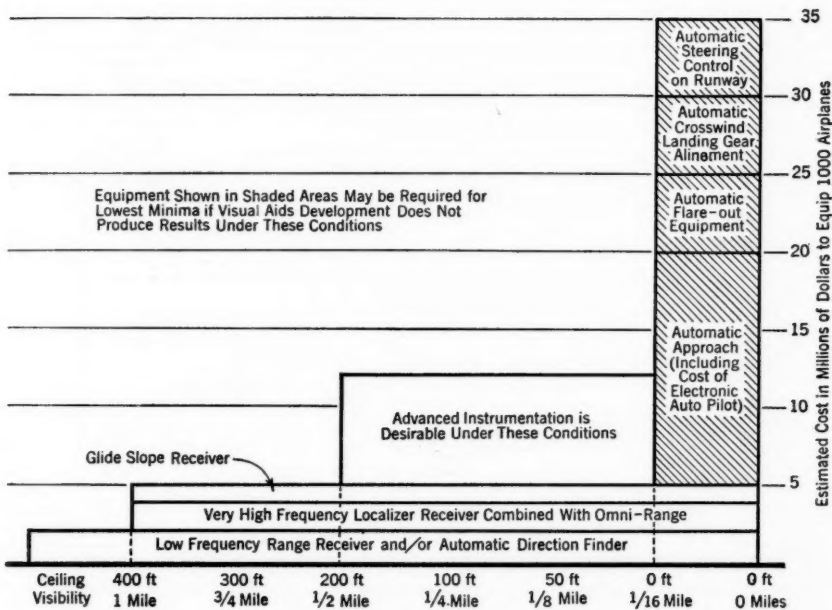 35
Automatic
Steering
Control
on Runway
30
Automatic
Crosswind
Landing Gear
Alinement
25
Equipment Shown in Shaded Areas May be Required for
Lowest Minima if Visual Aids Development Does Not
Produce Results Under These Conditions
Automatic
Flare-out
Equipment
20
15
Automatic
Approach
(Including
Cost of
Electronic
Auto Pilot)
Advanced Instrumentation is
Desirable Under These Conditions
10
Glide Slope Receiver
5
Very High Frequency Localizer Receiver Combined With Omni-Range
Low Frequency Range Receiver and/or Automatic Direction Finder
0
Estimated Cost in Millions of Dollars to Equip 1000 Airplanes
Ceiling 400 ft 300 ft 200 ft 100 ft 50 ft 0 ft 0 ft
Visibility 1 Mile 3/4 Mile 1/2 Mile 1/4 Mile 1/8 Mile 1/16 Mile 0 Miles